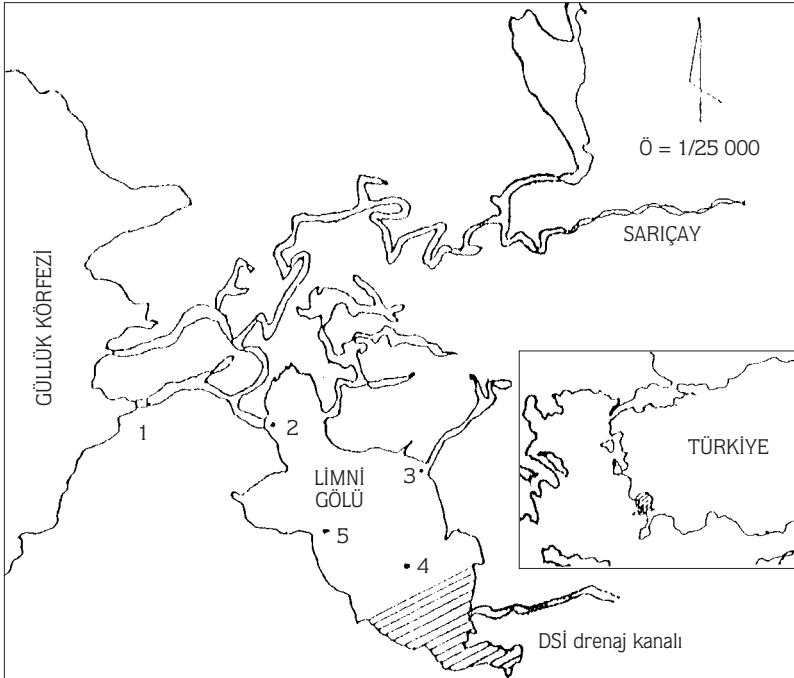 Ö = 1/25 000
SARIÇAY
GÜLLÜK KÖRFEZİ
1
2
TÜRKİYE
3
LİMNİ
GÖLÜ
5
4
DSİ drenaj kanalı